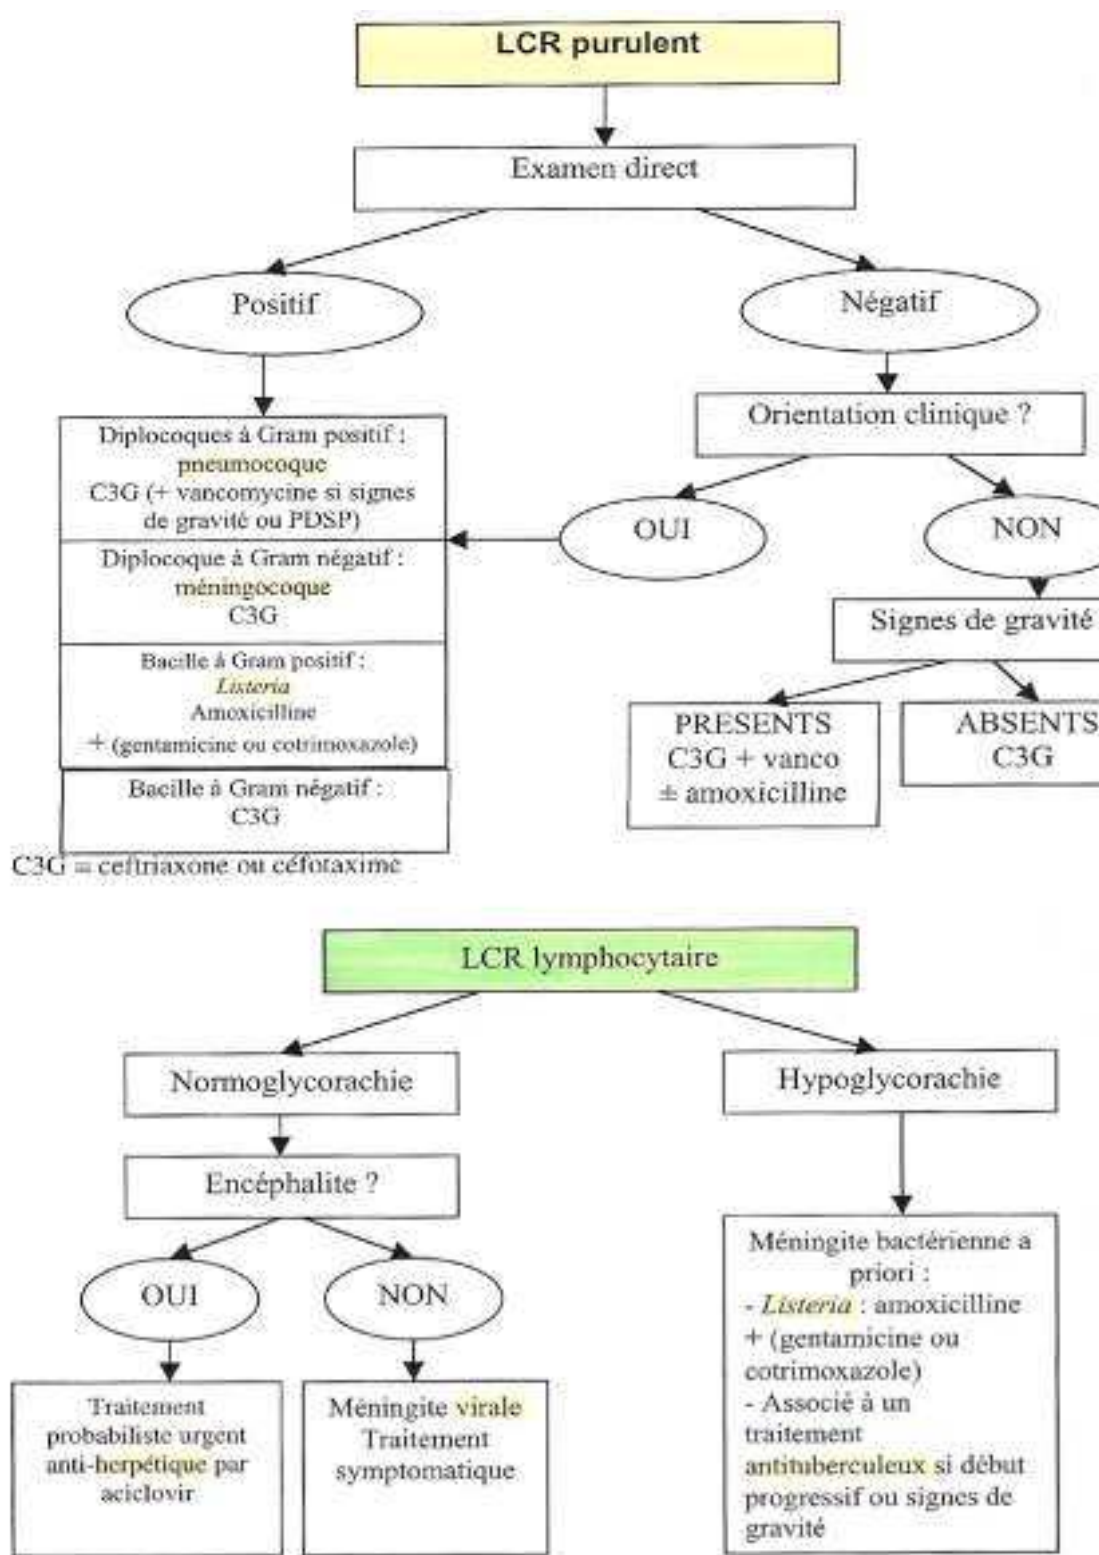 LCR purulent
Examen direct
Positif
Négatif
Diplocoques à Gram positif :
pneumocoque
C3G (+ vancomycine si signes
de gravité ou PDSP)
Diplocoque à Gram négatif :
méningocoque
C3G
Bacille à Gram positif :
Listeria
Amoxicilline
+ (gentamicine ou cotrimoxazole)
Bacille à Gram négatif :
C3G
C3G = ceftriaxone ou céfotaxime
Orientation clinique ?
OUI
NON
Signes de gravité
PRESENTS
C3G + vanco
± amoxicilline
ABSENTS
C3G
LCR lymphocytaire
Normoglycorachie
Hypoglycorachie
Encéphalite ?
OUI
NON
Traitement
probabiliste urgent
anti-herpétique par
aciclovir
Méningite virale
Traitement
symptomatique
Méningite bactérienne a
priori :
- Listeria : amoxicilline
+ (gentamicine ou
cotrimoxazole)
- Associé à un
traitement
antituberculeux si début
progressif ou signes de
gravité